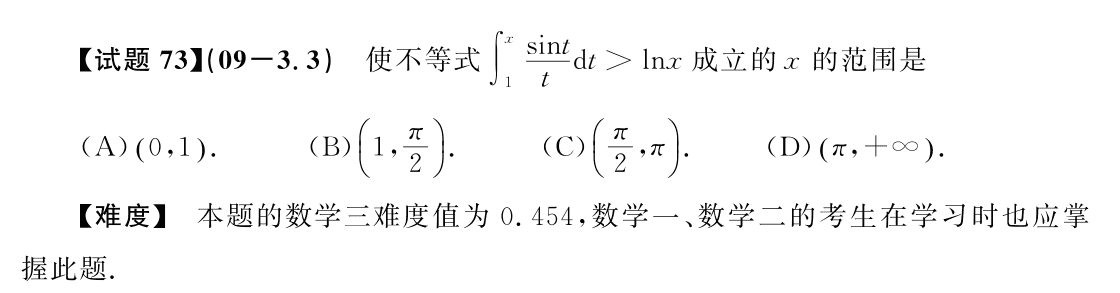 【试题 73】(09－3.3) 使不等式 $\int_{1}^{x} \frac{\sin t}{t} \mathrm{d}t > \ln x$ 成立的 x 的范围是
(A)(0,1). (B)$\left(1,\frac{\pi}{2}\right)$. (C)$\left(\frac{\pi}{2},\pi\right)$. (D)(π,+∞).
【难度】 本题的数学三难度值为 0.454,数学一、数学二的考生在学习时也应掌
握此题.